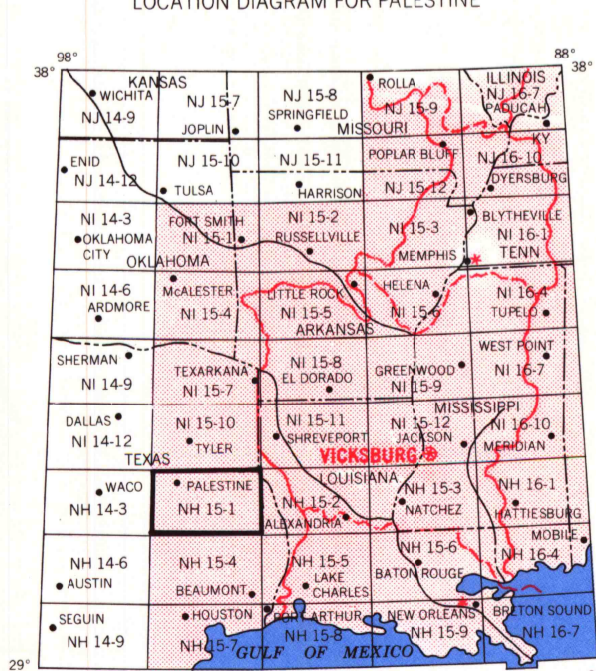 LOCATION DIAGRAM FOR PALESTINE
98° 88°
38° 38°
KANSAS ROLLA ILLINOIS
WICHITA NJ 15-7 NJ 15-8 NJ 15-9 NJ 16-7
NJ 14-9 SPRINGFIELD PADUCAH
JOPLIN MISSOURI KY
ENID NJ 15-10 NJ 15-11 POPLAR BLUFF NJ 16-10
NJ 14-12 TULSA HARRISON NJ 15-12 DYERSBURG
NI 14-3 FORT SMITH NI 15-2 NI 15-3 BLYTHEVILLE
OKLAHOMA NI 15-1 RUSSELLVILLE NI 16-1
CITY OKLAHOMA MEMPHIS TENN
NI 14-6 McALESTER LITTLE ROCK HELENA NI 16-4
ARDMORE NI 15-4 NI 15-5 NI 15-6 TUPELO
ARKANSAS
SHERMAN TEXARKANA NI 15-8 GREENWOOD WEST POINT
NI 14-9 NI 15-7 EL DORADO NI 15-9 NI 16-7
MISSISSIPPI
DALLAS NI 15-10 NI 15-11 NI 15-12 NI 16-10
NI 14-12 TYLER SHREVEPORT JACKSON MERIDIAN
TEXAS VICKSBURG
LOUISIANA
WACO PALESTINE NH 15-2 NH 15-3 NH 16-1
NH 14-3 NH 15-1 ALEXANDRIA NATCHEZ HATTIESBURG
MOBILE
NH 14-6 NH 15-4 NH 15-5 NH 15-6 NH 16-4
AUSTIN BEAUMONT LAKE BATON ROUGE
CHARLES
SEGUIN HOUSTON PORT ARTHUR NEW ORLEANS BRETON SOUND
NH 14-9 NH 15-7 NH 15-8 NH 15-9 NH 16-7
GULF OF MEXICO
29°